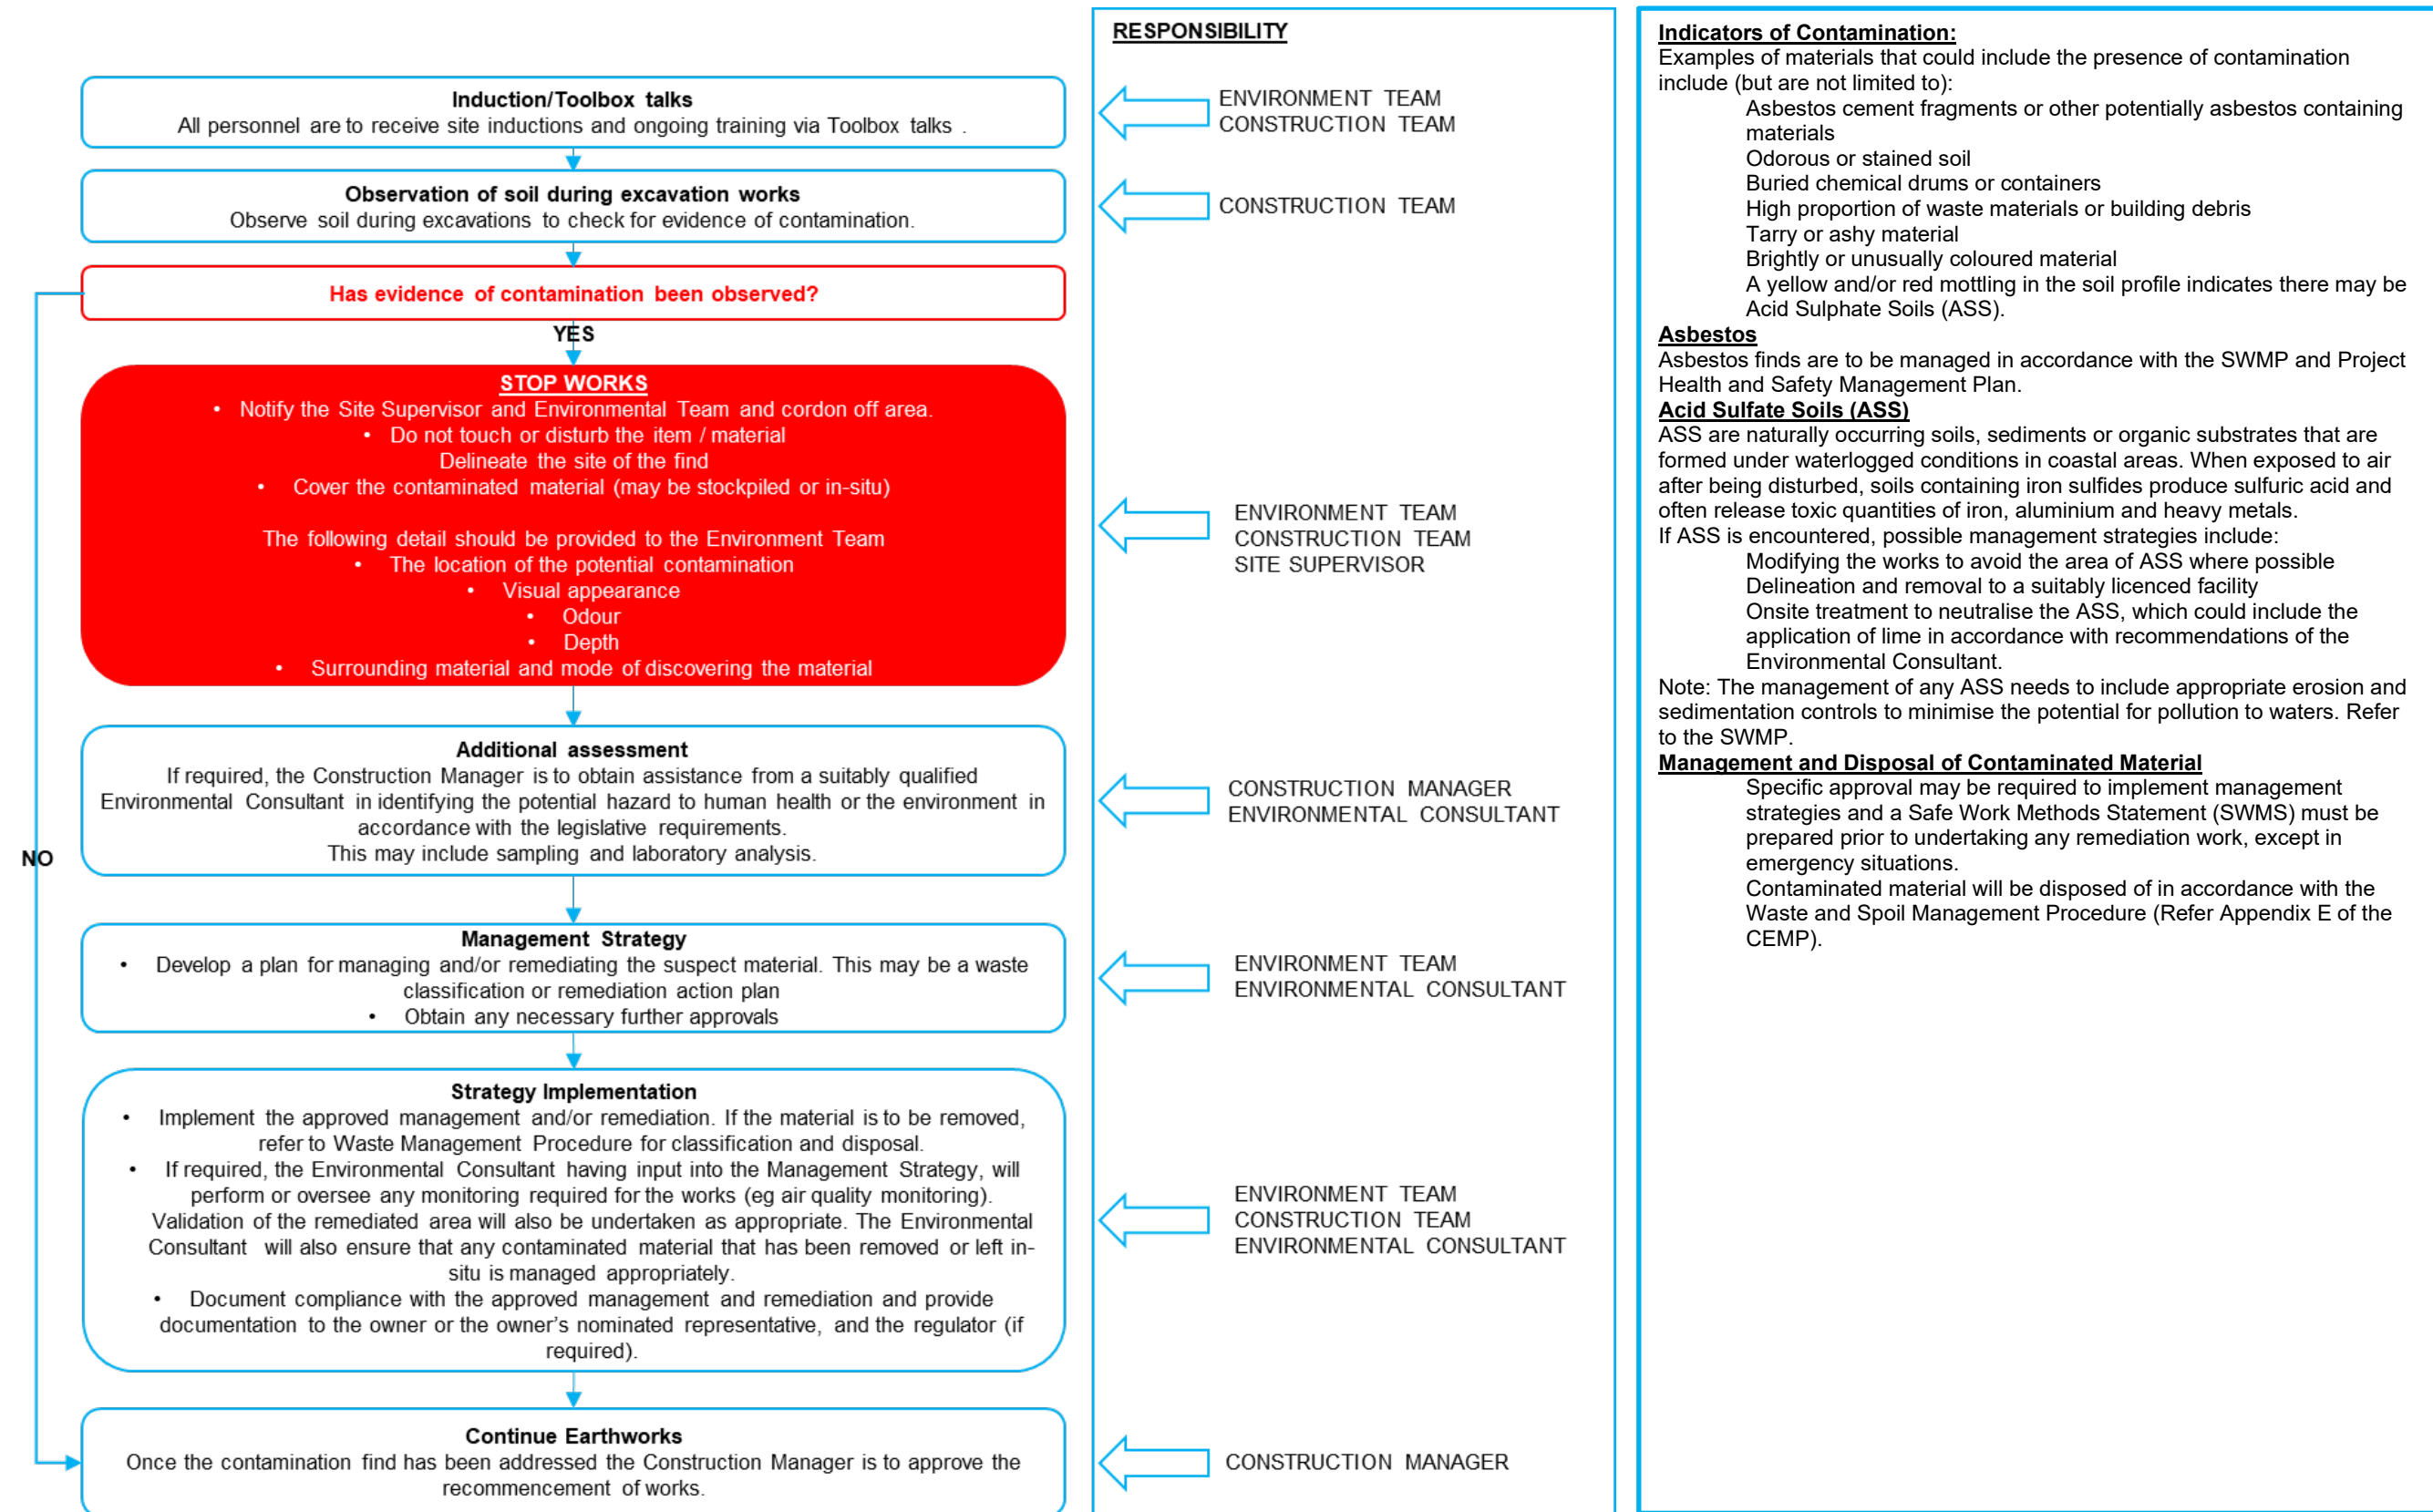 Induction/Toolbox talks
All personnel are to receive site inductions and ongoing training via Toolbox talks .
Observation of soil during excavation works
Observe soil during excavations to check for evidence of contamination.
Has evidence of contamination been observed?
YES
STOP WORKS
• Notify the Site Supervisor and Environmental Team and cordon off area.
• Do not touch or disturb the item / material
Delineate the site of the find
• Cover the contaminated material (may be stockpiled or in-situ)
The following detail should be provided to the Environment Team
• The location of the potential contamination
• Visual appearance
• Odour
• Depth
• Surrounding material and mode of discovering the material
Additional assessment
If required, the Construction Manager is to obtain assistance from a suitably qualified
Environmental Consultant in identifying the potential hazard to human health or the environment in
accordance with the legislative requirements.
This may include sampling and laboratory analysis.
NO
Management Strategy
• Develop a plan for managing and/or remediating the suspect material. This may be a waste
classification or remediation action plan
• Obtain any necessary further approvals
Strategy Implementation
• Implement the approved management and/or remediation. If the material is to be removed,
refer to Waste Management Procedure for classification and disposal.
• If required, the Environmental Consultant having input into the Management Strategy, will
perform or oversee any monitoring required for the works (eg air quality monitoring).
Validation of the remediated area will also be undertaken as appropriate. The Environmental
Consultant will also ensure that any contaminated material that has been removed or left in-
situ is managed appropriately.
• Document compliance with the approved management and remediation and provide
documentation to the owner or the owner's nominated representative, and the regulator (if
required).
Continue Earthworks
Once the contamination find has been addressed the Construction Manager is to approve the
recommencement of works.
RESPONSIBILITY
ENVIRONMENT TEAM
CONSTRUCTION TEAM
CONSTRUCTION TEAM
ENVIRONMENT TEAM
CONSTRUCTION TEAM
SITE SUPERVISOR
CONSTRUCTION MANAGER
ENVIRONMENTAL CONSULTANT
ENVIRONMENT TEAM
ENVIRONMENTAL CONSULTANT
ENVIRONMENT TEAM
CONSTRUCTION TEAM
ENVIRONMENTAL CONSULTANT
CONSTRUCTION MANAGER
Indicators of Contamination:
Examples of materials that could include the presence of contamination
include (but are not limited to):
Asbestos cement fragments or other potentially asbestos containing
materials
Odorous or stained soil
Buried chemical drums or containers
High proportion of waste materials or building debris
Tarry or ashy material
Brightly or unusually coloured material
A yellow and/or red mottling in the soil profile indicates there may be
Acid Sulphate Soils (ASS).
Asbestos
Asbestos finds are to be managed in accordance with the SWMP and Project
Health and Safety Management Plan.
Acid Sulfate Soils (ASS)
ASS are naturally occurring soils, sediments or organic substrates that are
formed under waterlogged conditions in coastal areas. When exposed to air
after being disturbed, soils containing iron sulfides produce sulfuric acid and
often release toxic quantities of iron, aluminium and heavy metals.
If ASS is encountered, possible management strategies include:
Modifying the works to avoid the area of ASS where possible
Delineation and removal to a suitably licenced facility
Onsite treatment to neutralise the ASS, which could include the
application of lime in accordance with recommendations of the
Environmental Consultant.
Note: The management of any ASS needs to include appropriate erosion and
sedimentation controls to minimise the potential for pollution to waters. Refer
to the SWMP.
Management and Disposal of Contaminated Material
Specific approval may be required to implement management
strategies and a Safe Work Methods Statement (SWMS) must be
prepared prior to undertaking any remediation work, except in
emergency situations.
Contaminated material will be disposed of in accordance with the
Waste and Spoil Management Procedure (Refer Appendix E of the
CEMP).